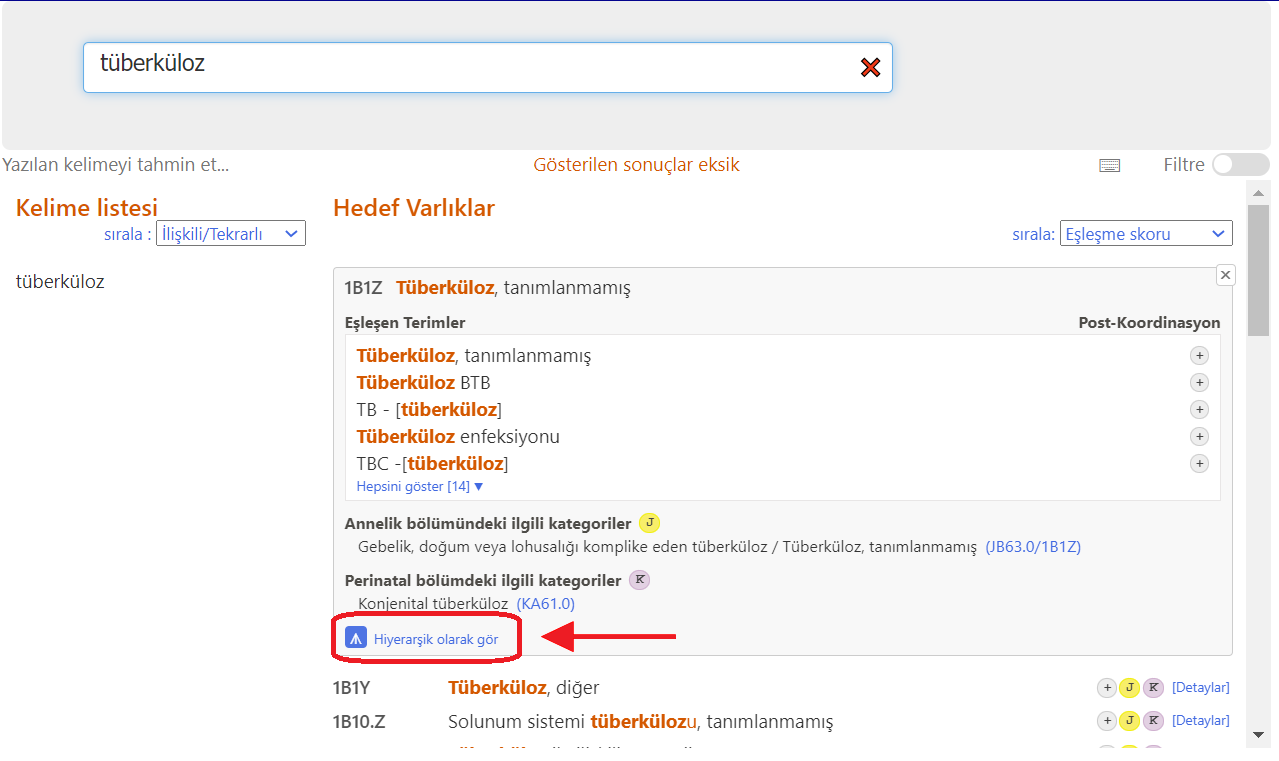 tüberküloz
Yazılan kelimeyi tahmin et...
Gösterilen sonuçlar eksik
Filtre
Kelime listesi
sırala : İlişkili/Tekrarlı
tüberküloz
Hedef Varlıklar
sırala: Eşleşme skoru
1B1Z Tüberküloz, tanımlanmamış
Eşleşen Terimler Post-Koordinasyon
Tüberküloz, tanımlanmamış +
Tüberküloz BTB +
TB - [tüberküloz] +
Tüberküloz enfeksiyonu +
TBC -[tüberküloz] +
Hepsini göster [14] ▼
Annelik bölümündeki ilgili kategoriler J
Gebelik, doğum veya lohusalığı komplike eden tüberküloz / Tüberküloz, tanımlanmamış (JB63.0/1B1Z)
Perinatal bölümdeki ilgili kategoriler K
Konjenital tüberküloz (KA61.0)
Hiyerarşik olarak gör
1B1Y Tüberküloz, diğer + J K [Detaylar]
1B10.Z Solunum sistemi tüberkülozu, tanımlanmamış + J K [Detaylar]